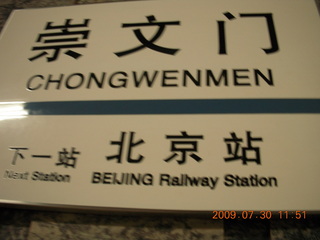 崇文门
CHONGWENMEN
下一站 北京站
Next Station BEIJING Railway Station
2009.07.30 11:51